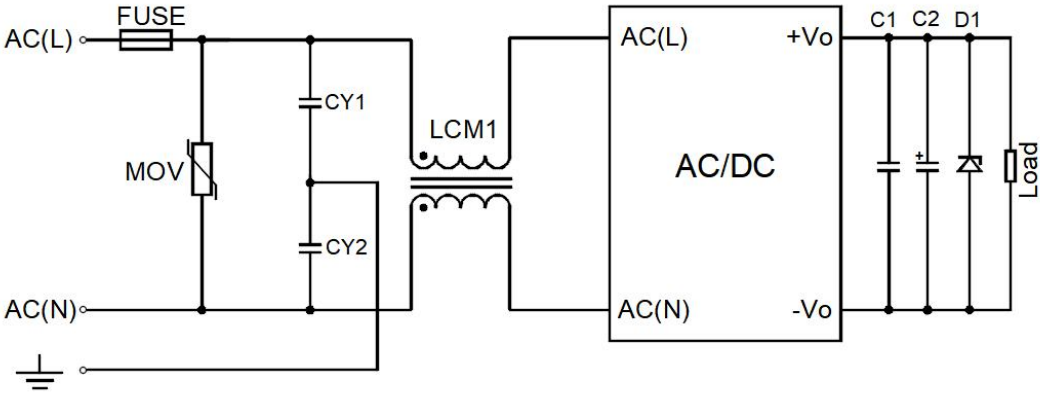 FUSE
AC(L)
MOV
CY1
CY2
AC(N)
LCM1
AC(L)
+Vo
AC/DC
AC(N)
-Vo
C1
C2
D1
+
Load